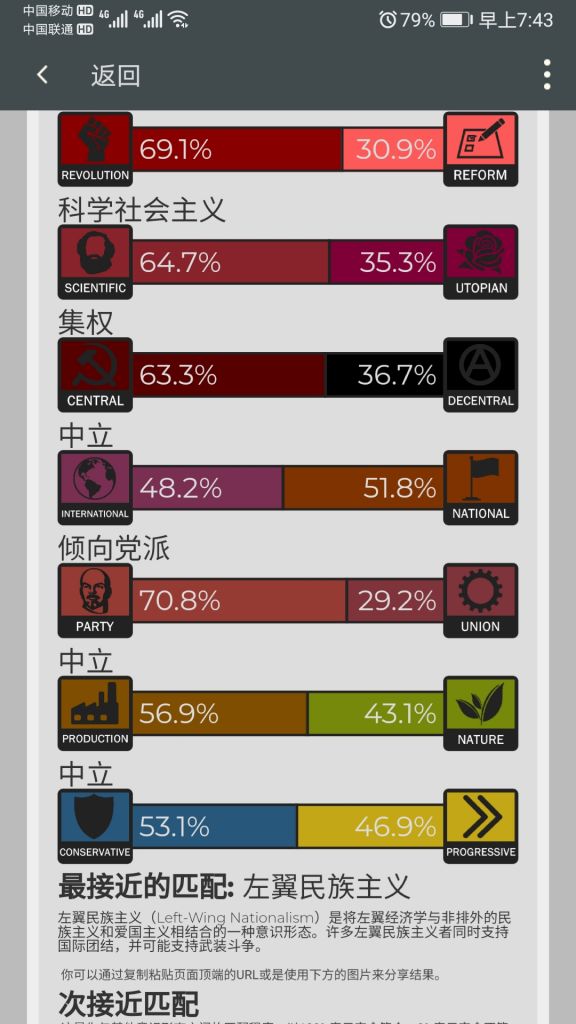 中国移动 HD 4G 4G 79% 早上7:43
中国联通 HD
返回
69.1% 30.9%
REVOLUTION REFORM
科学社会主义
64.7% 35.3%
SCIENTIFIC UTOPIAN
集权
63.3% 36.7%
CENTRAL DECENTRAL
中立
48.2% 51.8%
INTERNATIONAL NATIONAL
倾向党派
70.8% 29.2%
PARTY UNION
中立
56.9% 43.1%
PRODUCTION NATURE
中立
53.1% 46.9%
CONSERVATIVE PROGRESSIVE
最接近的匹配: 左翼民族主义
左翼民族主义（Left-Wing Nationalism）是将左翼经济学与非排外的民
族主义和爱国主义相结合的一种意识形态。许多左翼民族主义者同时支持
国际团结，并可能支持武装斗争。
你可以通过复制粘贴页面顶端的URL或是使用下方的图片来分享结果。
次接近匹配